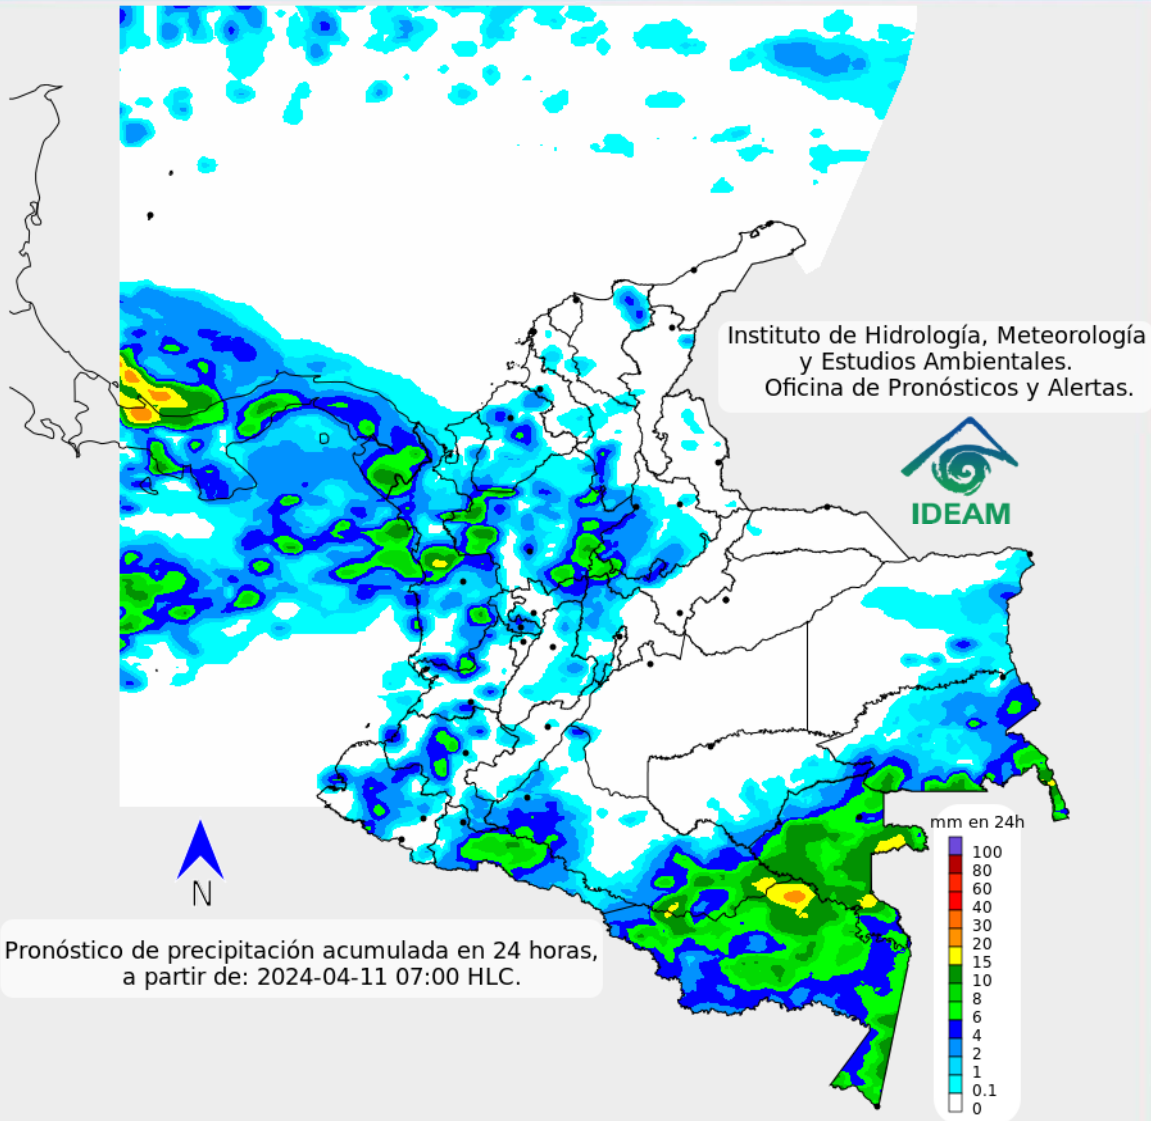 Instituto de Hidrología, Meteorología
y Estudios Ambientales.
Oficina de Pronósticos y Alertas.
IDEAM
mm en 24h
100
80
60
40
30
20
15
10
8
6
4
2
1
0.1
0
N
Pronóstico de precipitación acumulada en 24 horas,
a partir de: 2024-04-11 07:00 HLC.